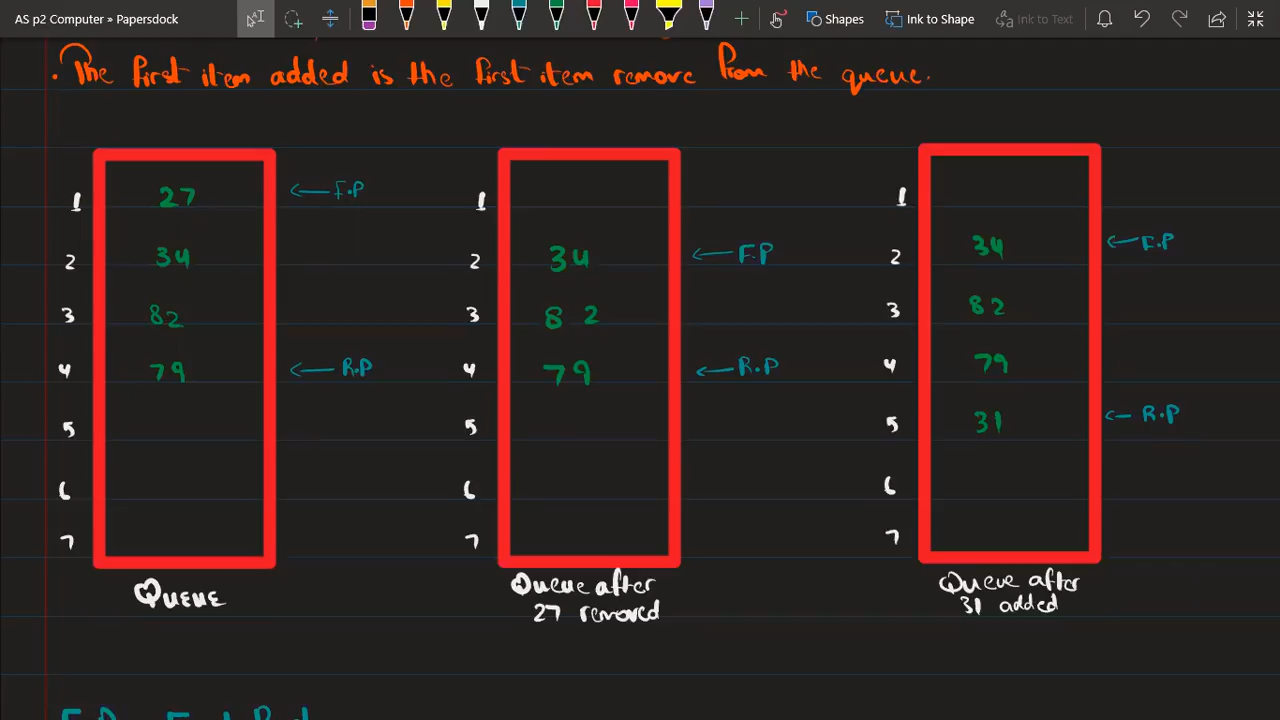 AS p2 Computer » Papersdock
Shapes
Ink to Shape
Ink to Text
. The first item added is the first item remove from the queue.
1 27 ← F.P
2 34
3 82
4 79 ← R.P
5
6
7
Queue
1
2 34 ← F.P
3 8 2
4 79 ← R.P
5
6
7
Queue after
27 removed
1
2 34 ← F.P
3 82
4 79
5 31 ← R.P
6
7
Queue after
31 added